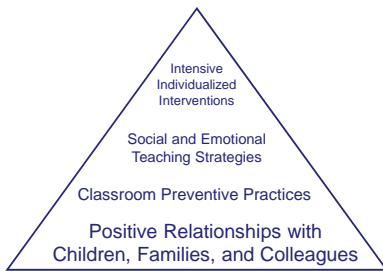 Intensive
Individualized
Interventions
Social and Emotional
Teaching Strategies
Classroom Preventive Practices
Positive Relationships with
Children, Families, and Colleagues